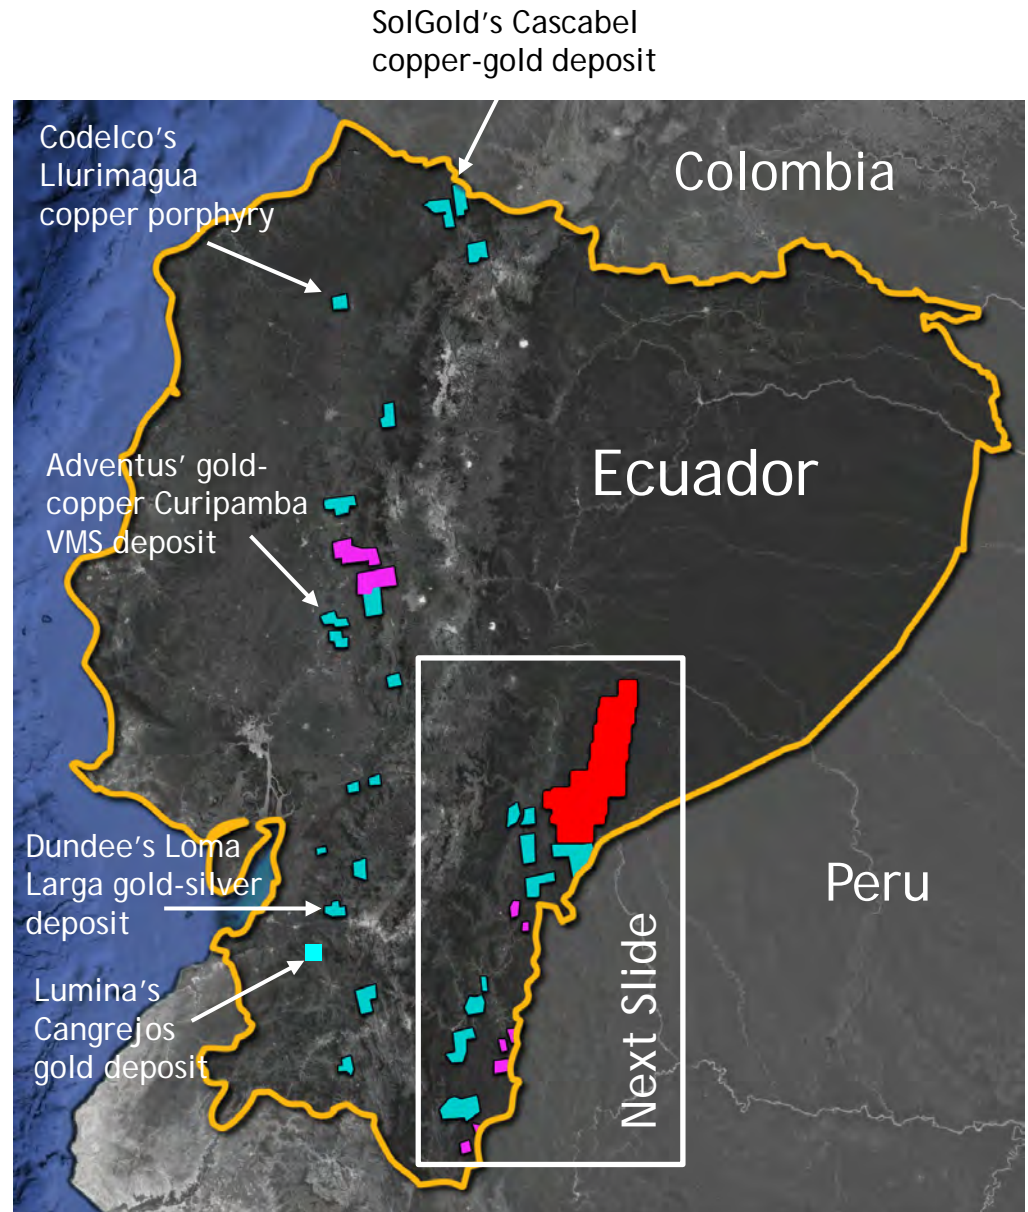 SolGold's Cascabel
copper-gold deposit
Codelco's
Llurimagua
copper porphyry
Colombia
Ecuador
Adventus' gold-
copper Curipamba
VMS deposit
Dundee's Loma
Larga gold-silver
deposit
Peru
Next Slide
Lumina's
Cangrejos
gold deposit